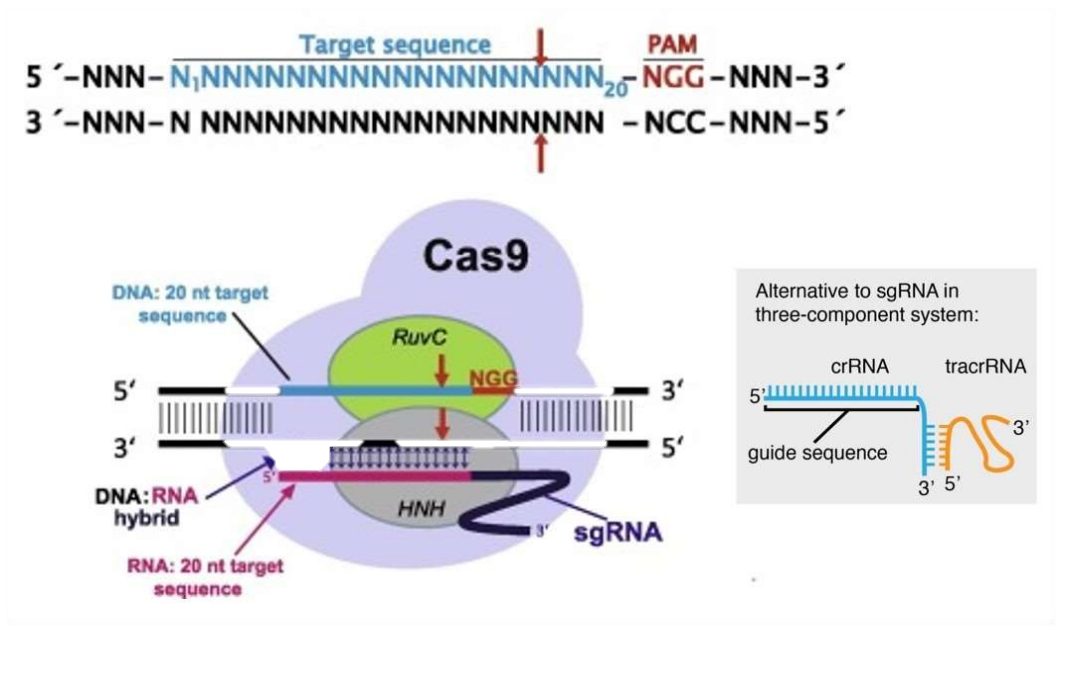 Target sequence PAM
5´-NNN-N₁NNNNNNNNNNNNNNNNNNN₂₀-NGG-NNN-3´
3´-NNN-N NNNNNNNNNNNNNNNNNNN -NCC-NNN-5´
Cas9
DNA: 20 nt target
sequence
RuvC
NGG
5' 3'
3' 5'
5'
DNA:RNA
hybrid
HNH
3'
sgRNA
RNA: 20 nt target
sequence
Alternative to sgRNA in
three-component system:
crRNA tracrRNA
5'
3'
guide sequence
3' 5'